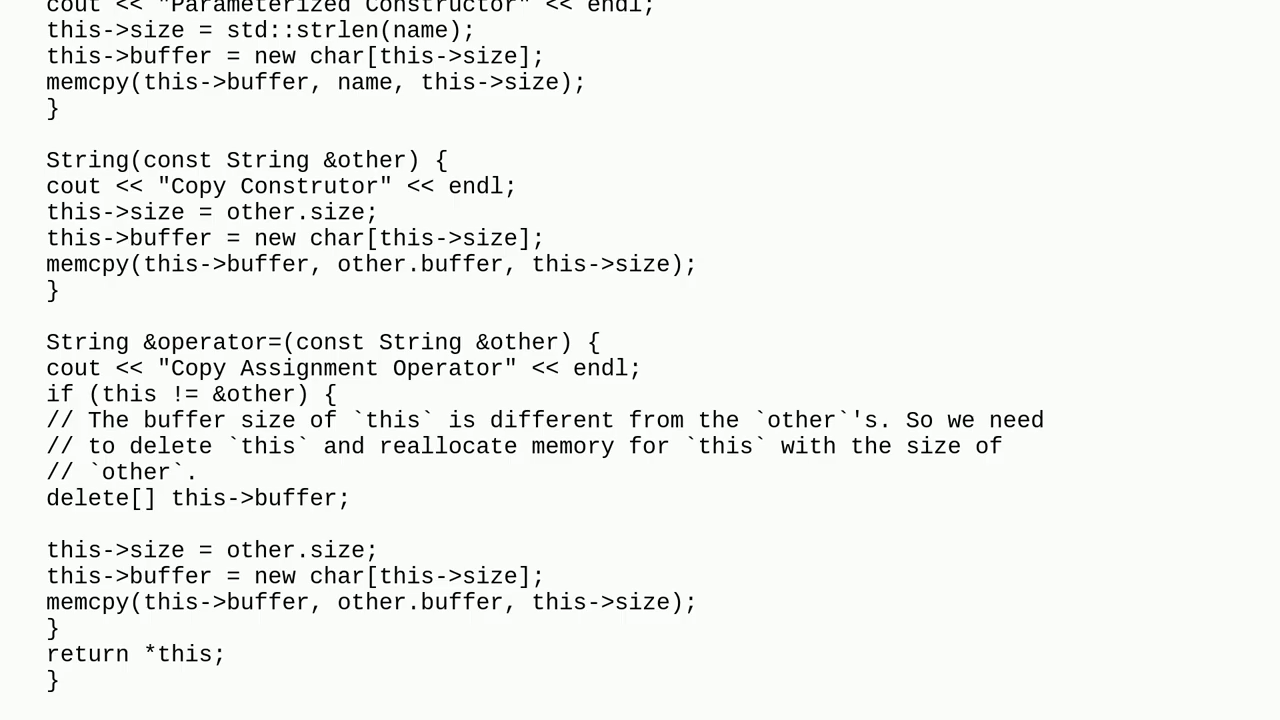 cout << "Parameterized Constructor" << endl;
this->size = std::strlen(name);
this->buffer = new char[this->size];
memcpy(this->buffer, name, this->size);
}
String(const String &other) {
cout << "Copy Construtor" << endl;
this->size = other.size;
this->buffer = new char[this->size];
memcpy(this->buffer, other.buffer, this->size);
}
String &operator=(const String &other) {
cout << "Copy Assignment Operator" << endl;
if (this != &other) {
// The buffer size of `this` is different from the `other`'s. So we need
// to delete `this` and reallocate memory for `this` with the size of
// `other`.
delete[] this->buffer;
this->size = other.size;
this->buffer = new char[this->size];
memcpy(this->buffer, other.buffer, this->size);
}
return *this;
}